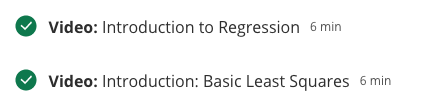 Video: Introduction to Regression 6 min
Video: Introduction: Basic Least Squares 6 min